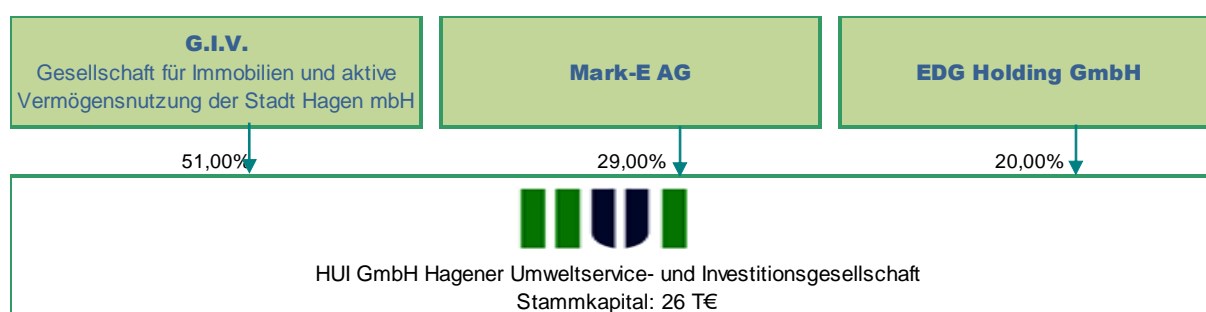 G.I.V.
Gesellschaft für Immobilien und aktive
Vermögensnutzung der Stadt Hagen mbH
Mark-E AG
EDG Holding GmbH
51,00%
29,00%
20,00%
HUI
HUI GmbH Hagener Umweltservice- und Investitionsgesellschaft
Stammkapital: 26 T€